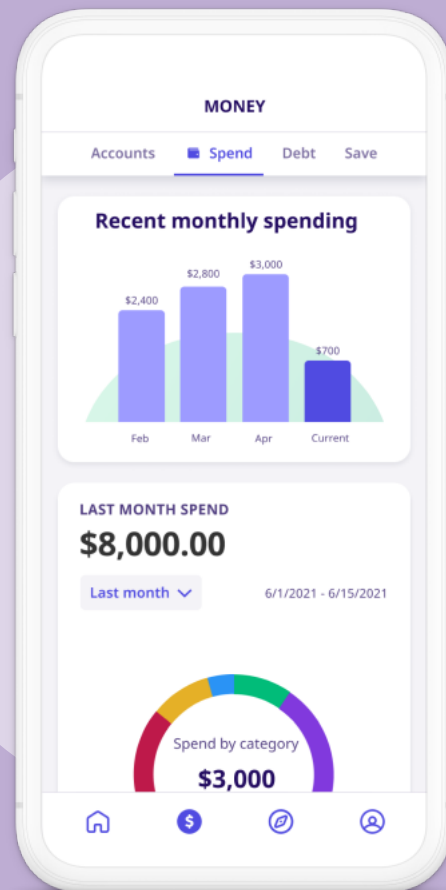 MONEY
Accounts Spend Debt Save
Recent monthly spending
$3,000
$2,800
$2,400
$700
Feb Mar Apr Current
LAST MONTH SPEND
$8,000.00
Last month 6/1/2021 - 6/15/2021
Spend by category
$3,000
$